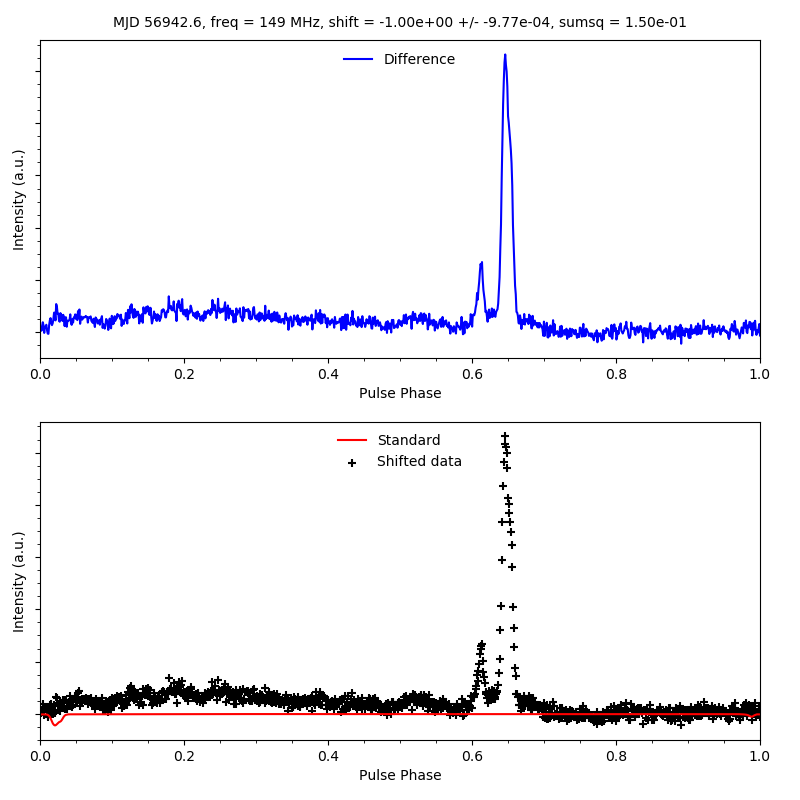 MJD 56942.6, freq = 149 MHz, shift = -1.00e+00 +/- -9.77e-04, sumsq = 1.50e-01
Difference
Intensity (a.u.)
0.0 0.2 0.4 0.6 0.8 1.0
Pulse Phase
Standard
Shifted data
Intensity (a.u.)
0.0 0.2 0.4 0.6 0.8 1.0
Pulse Phase